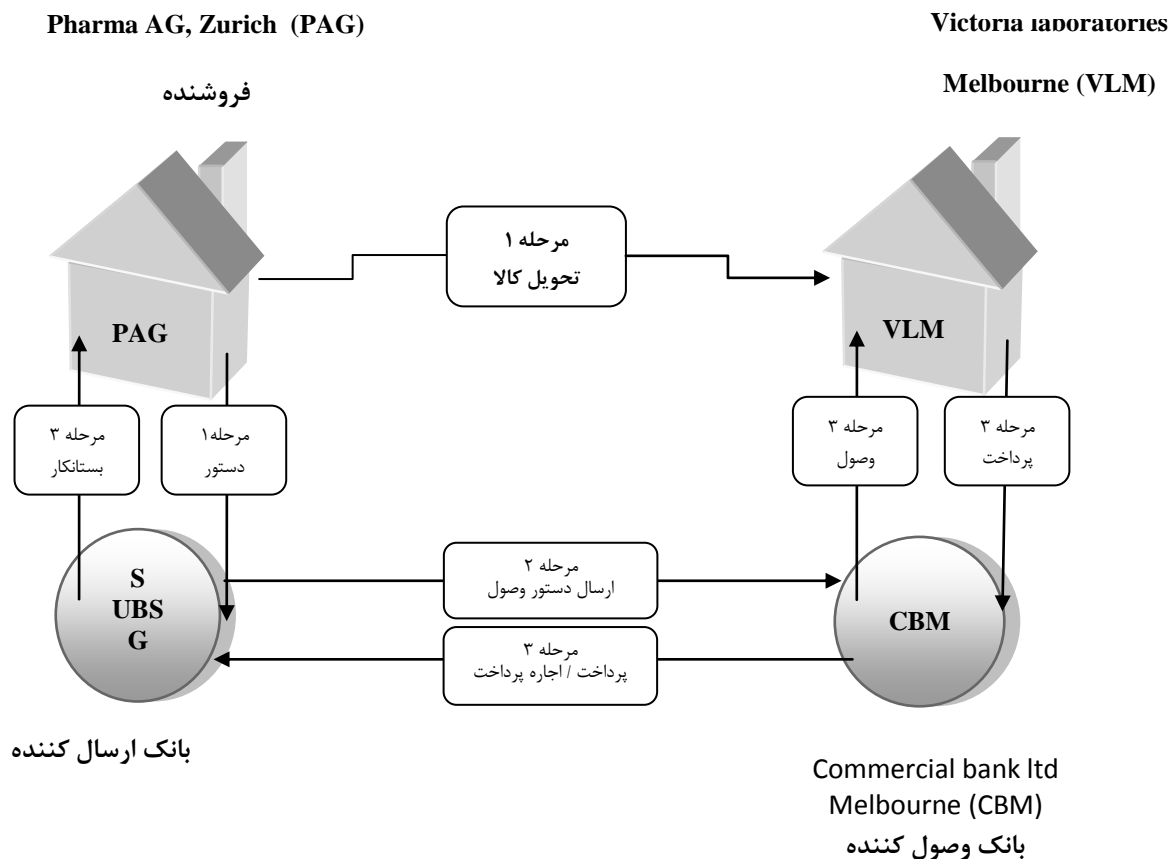 Pharma AG, Zurich (PAG)
Victoria laboratories
فروشنده
Melbourne (VLM)
مرحله ۱
تحویل کالا
PAG
VLM
مرحله ۳
بستانکار
مرحله۱
دستور
مرحله ۳
وصول
مرحله ۳
پرداخت
S
UBS
G
مرحله ۲
ارسال دستور وصول
CBM
مرحله ۳
پرداخت / اجاره پرداخت
بانک ارسال کننده
Commercial bank ltd
Melbourne (CBM)
بانک وصول کننده